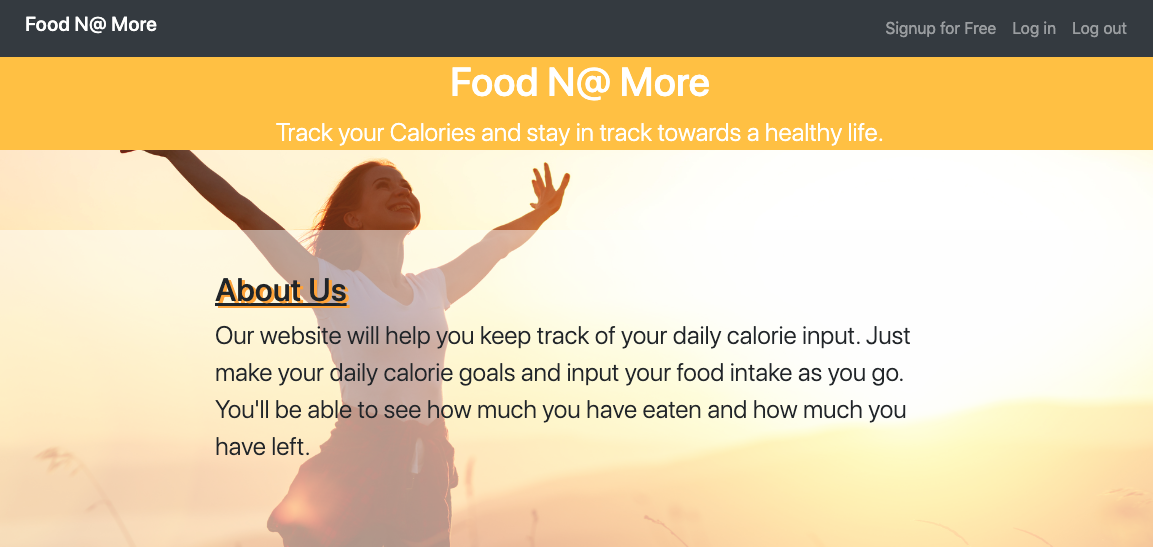 Food N@ More
Signup for Free Log in Log out
Food N@ More
Track your Calories and stay in track towards a healthy life.
About Us
Our website will help you keep track of your daily calorie input. Just
make your daily calorie goals and input your food intake as you go.
You'll be able to see how much you have eaten and how much you
have left.